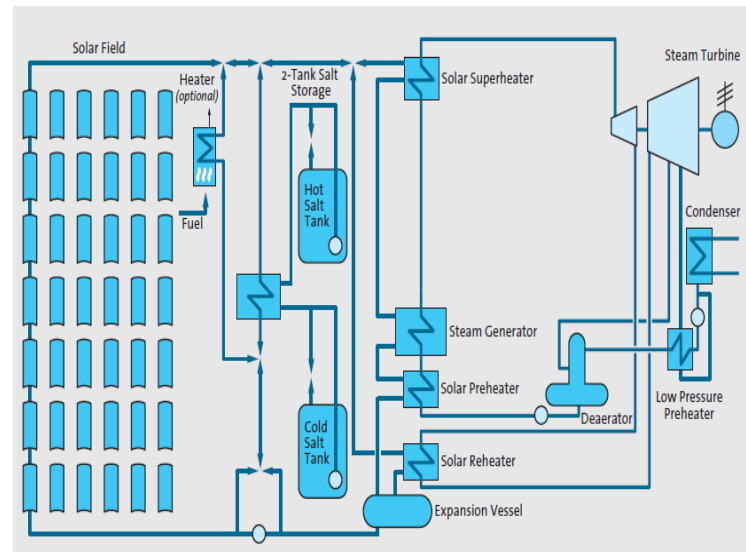 Solar Field
Heater
(optional)
Fuel
2-Tank Salt
Storage
Hot
Salt
Tank
Cold
Salt
Tank
Solar Superheater
Steam Generator
Solar Preheater
Solar Reheater
Expansion Vessel
Steam Turbine
Condenser
Low Pressure
Preheater
Deaerator